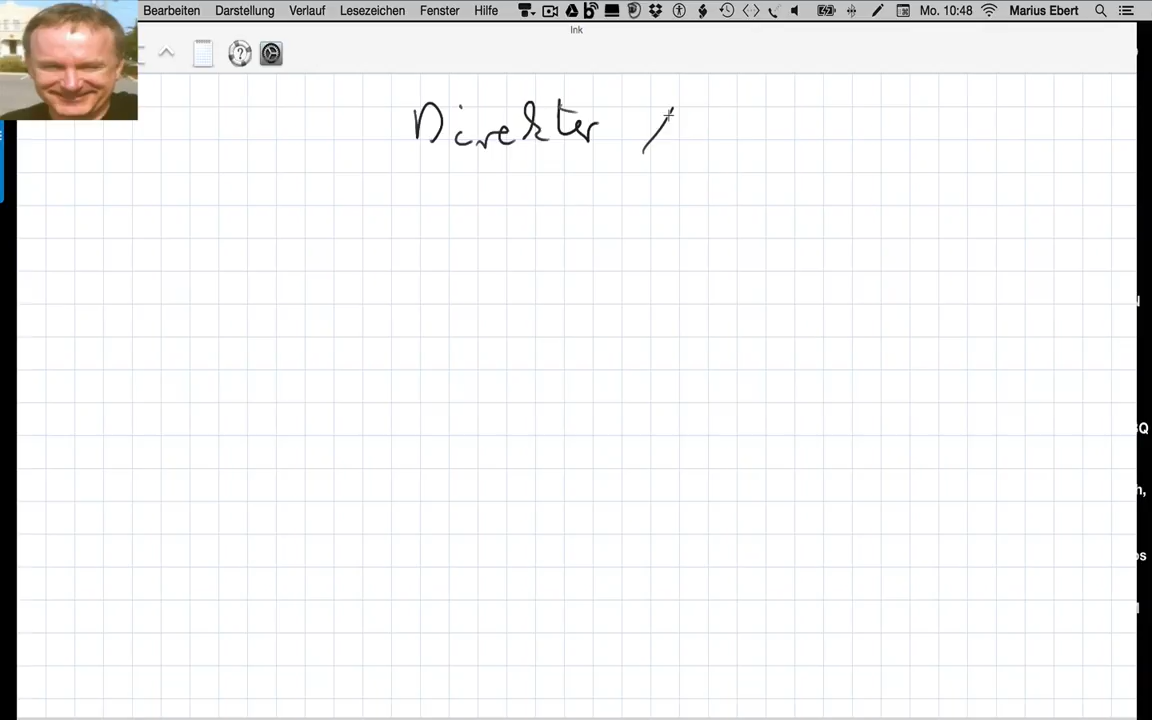 Bearbeiten Darstellung Verlauf Lesezeichen Fenster Hilfe Mo. 10:48 Marius Ebert
Ink
Direkter